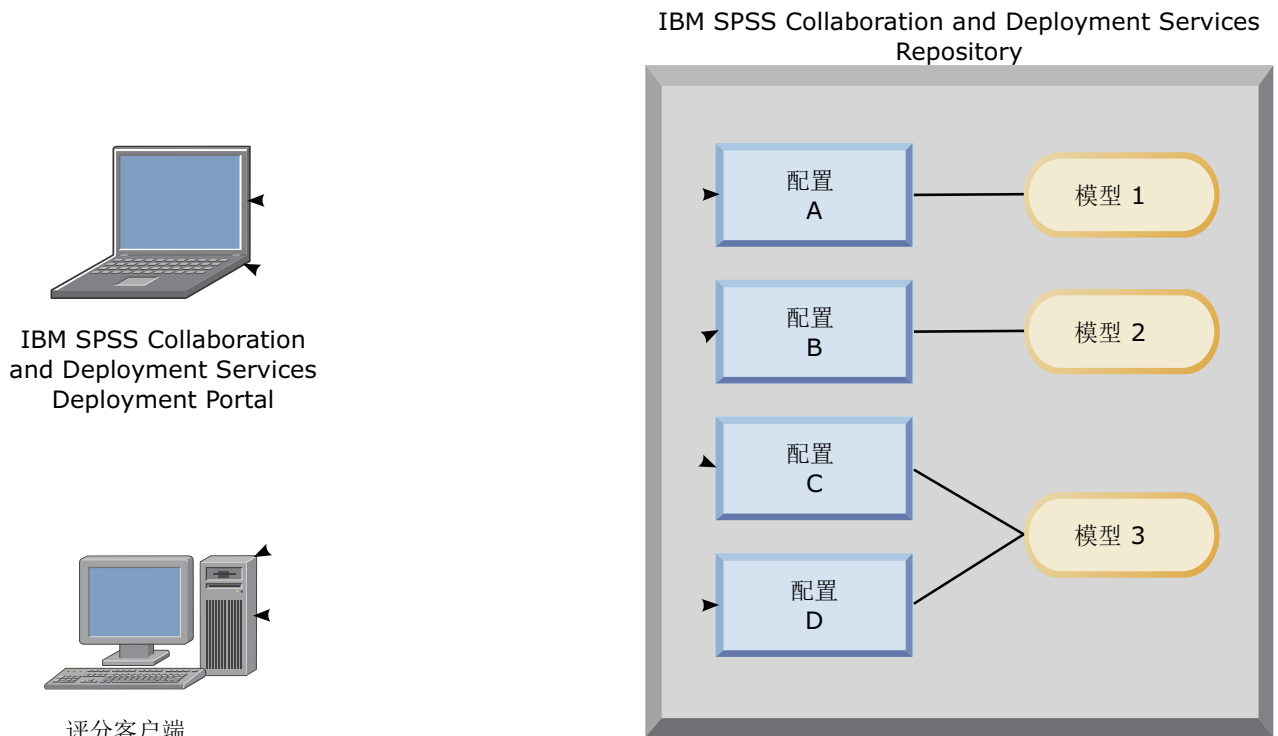 IBM SPSS Collaboration and Deployment Services
Repository
配置
A
模型 1
配置
B
模型 2
IBM SPSS Collaboration
and Deployment Services
Deployment Portal
配置
C
模型 3
配置
D
评分客户端